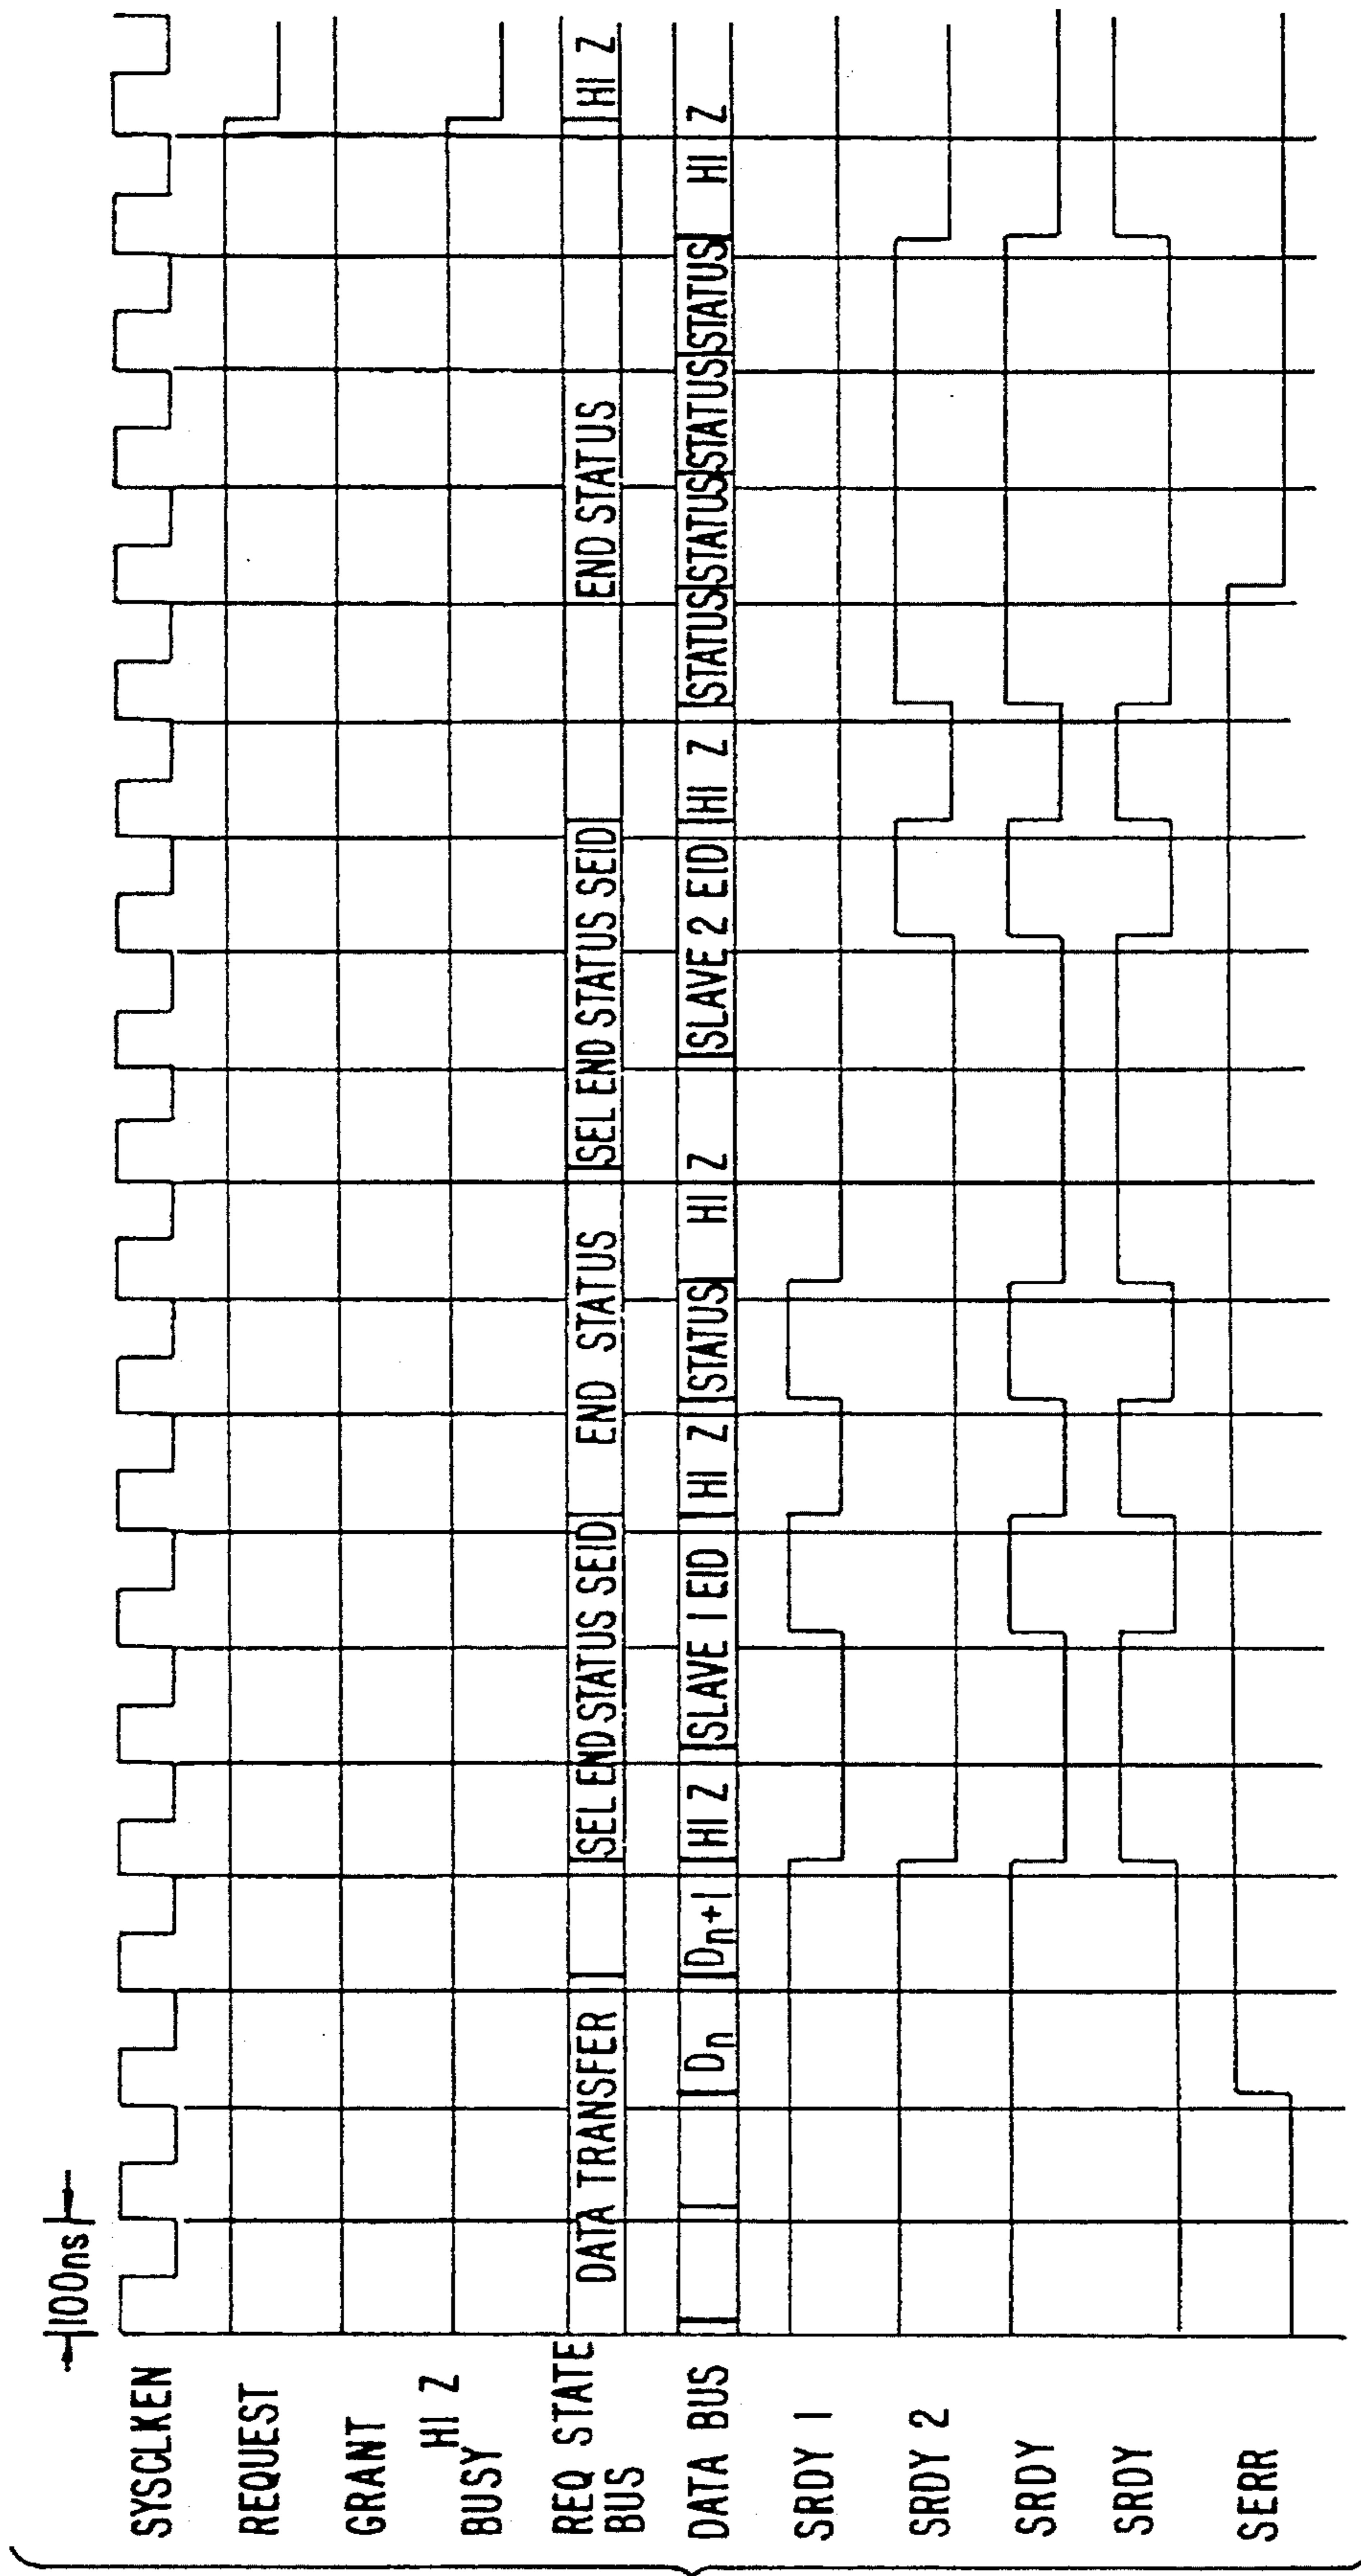 100ns
SYSCLKEN
REQUEST
GRANT
HI Z
BUSY
REQ STATE
BUS
DATA TRANSFER
SEL END STATUS SEID
END STATUS
SEL END STATUS SEID
END STATUS
HI Z
DATA BUS
Dn
Dn+1
HI Z
SLAVE 1 EID
HI Z
STATUS
HI Z
SLAVE 2 EID
HI Z
STATUS
STATUS
STATUS
STATUS
HI Z
SRDY 1
SRDY 2
SRDY
SRDY
SERR